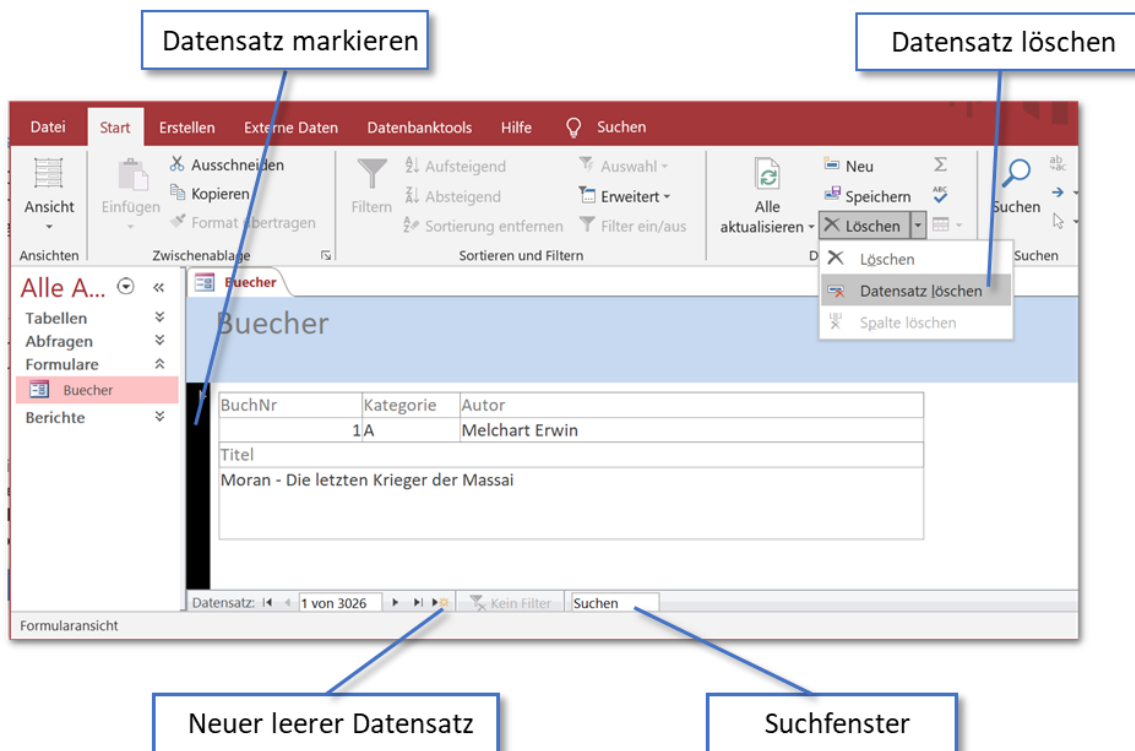 Datensatz markieren
Datensatz löschen
Datei Start Erstellen Externe Daten Datenbanktools Hilfe Suchen
Ansicht
Einfügen
Ausschneiden
Kopieren
Format übertragen
Filtern
Aufsteigend
Absteigend
Sortierung entfernen
Auswahl
Erweitert
Filter ein/aus
Alle
aktualisieren
Neu
Speichern
Löschen
Suchen
Ansichten Zwischenablage Sortieren und Filtern D Suchen
Löschen
Datensatz löschen
Spalte löschen
Alle A...
Tabellen
Abfragen
Formulare
Buecher
Berichte
Buecher
Buecher
BuchNr Kategorie Autor
1 A Melchart Erwin
Titel
Moran - Die letzten Krieger der Massai
Datensatz: 1 von 3026 Kein Filter Suchen
Formularansicht
Neuer leerer Datensatz
Suchfenster